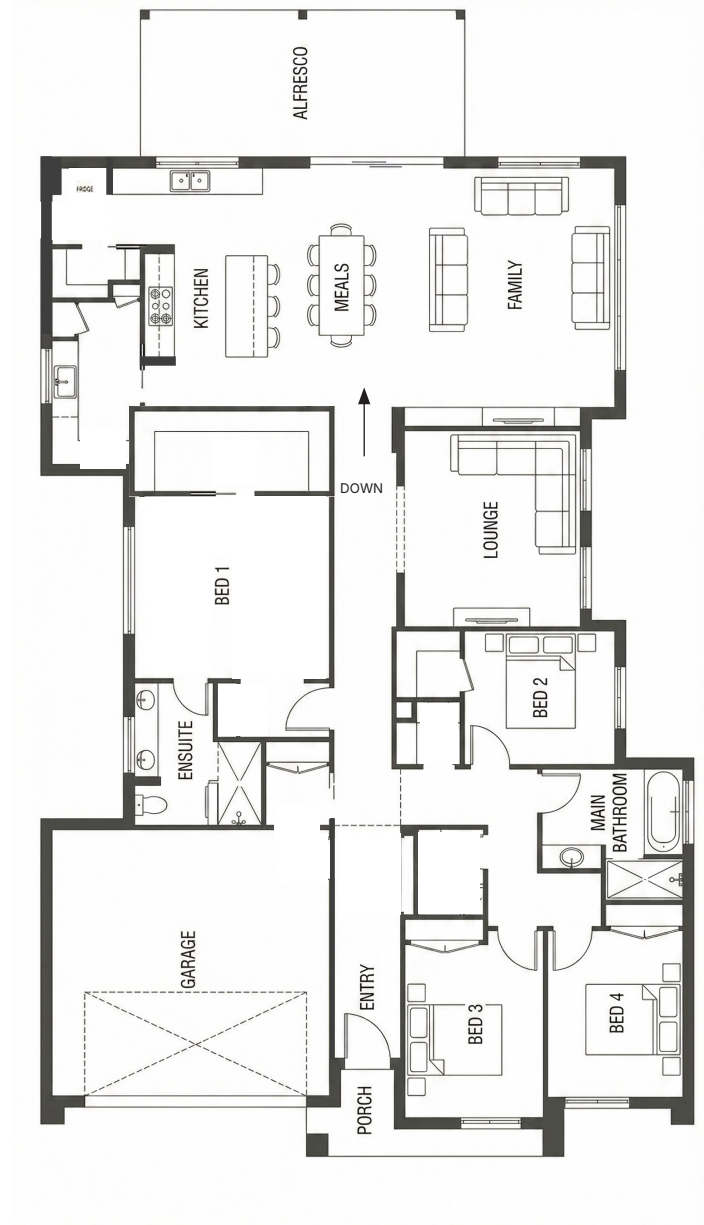 ALFRESCO
FRIDGE
KITCHEN
MEALS
FAMILY
DOWN
LOUNGE
BED 1
BED 2
ENSUITE
MAIN
BATHROOM
GARAGE
ENTRY
BED 3
BED 4
PORCH